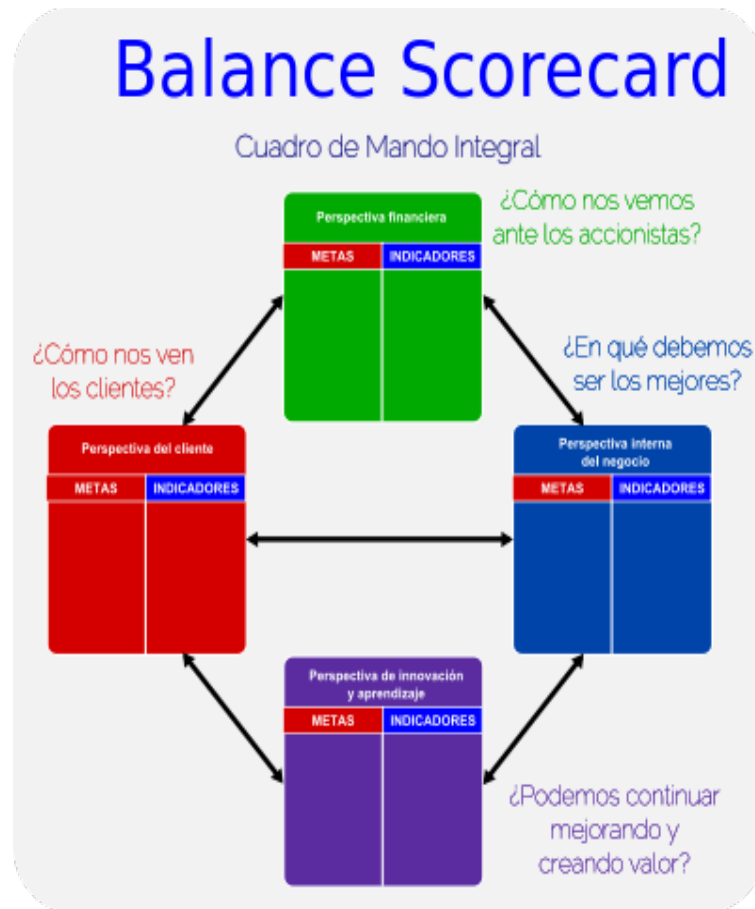 Balance Scorecard
Cuadro de Mando Integral
Perspectiva financiera
METAS INDICADORES
¿Cómo nos vemos
ante los accionistas?
¿Cómo nos ven
los clientes?
¿En qué debemos
ser los mejores?
Perspectiva del cliente
METAS INDICADORES
Perspectiva interna
del negocio
METAS INDICADORES
Perspectiva de innovación
y aprendizaje
METAS INDICADORES
¿Podemos continuar
mejorando y
creando valor?